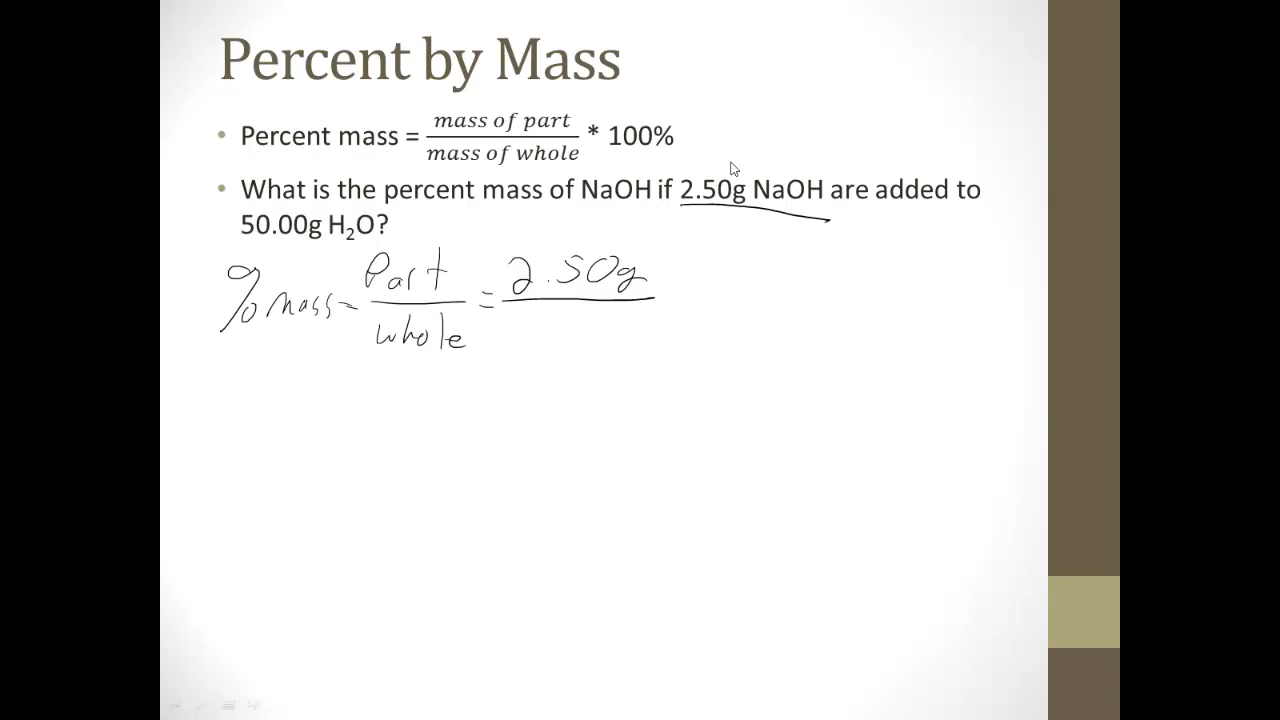 Percent by Mass
• Percent mass = mass of part / mass of whole * 100%
• What is the percent mass of NaOH if 2.50g NaOH are added to
50.00g H₂O?
% mass = Part / whole = 2.50g